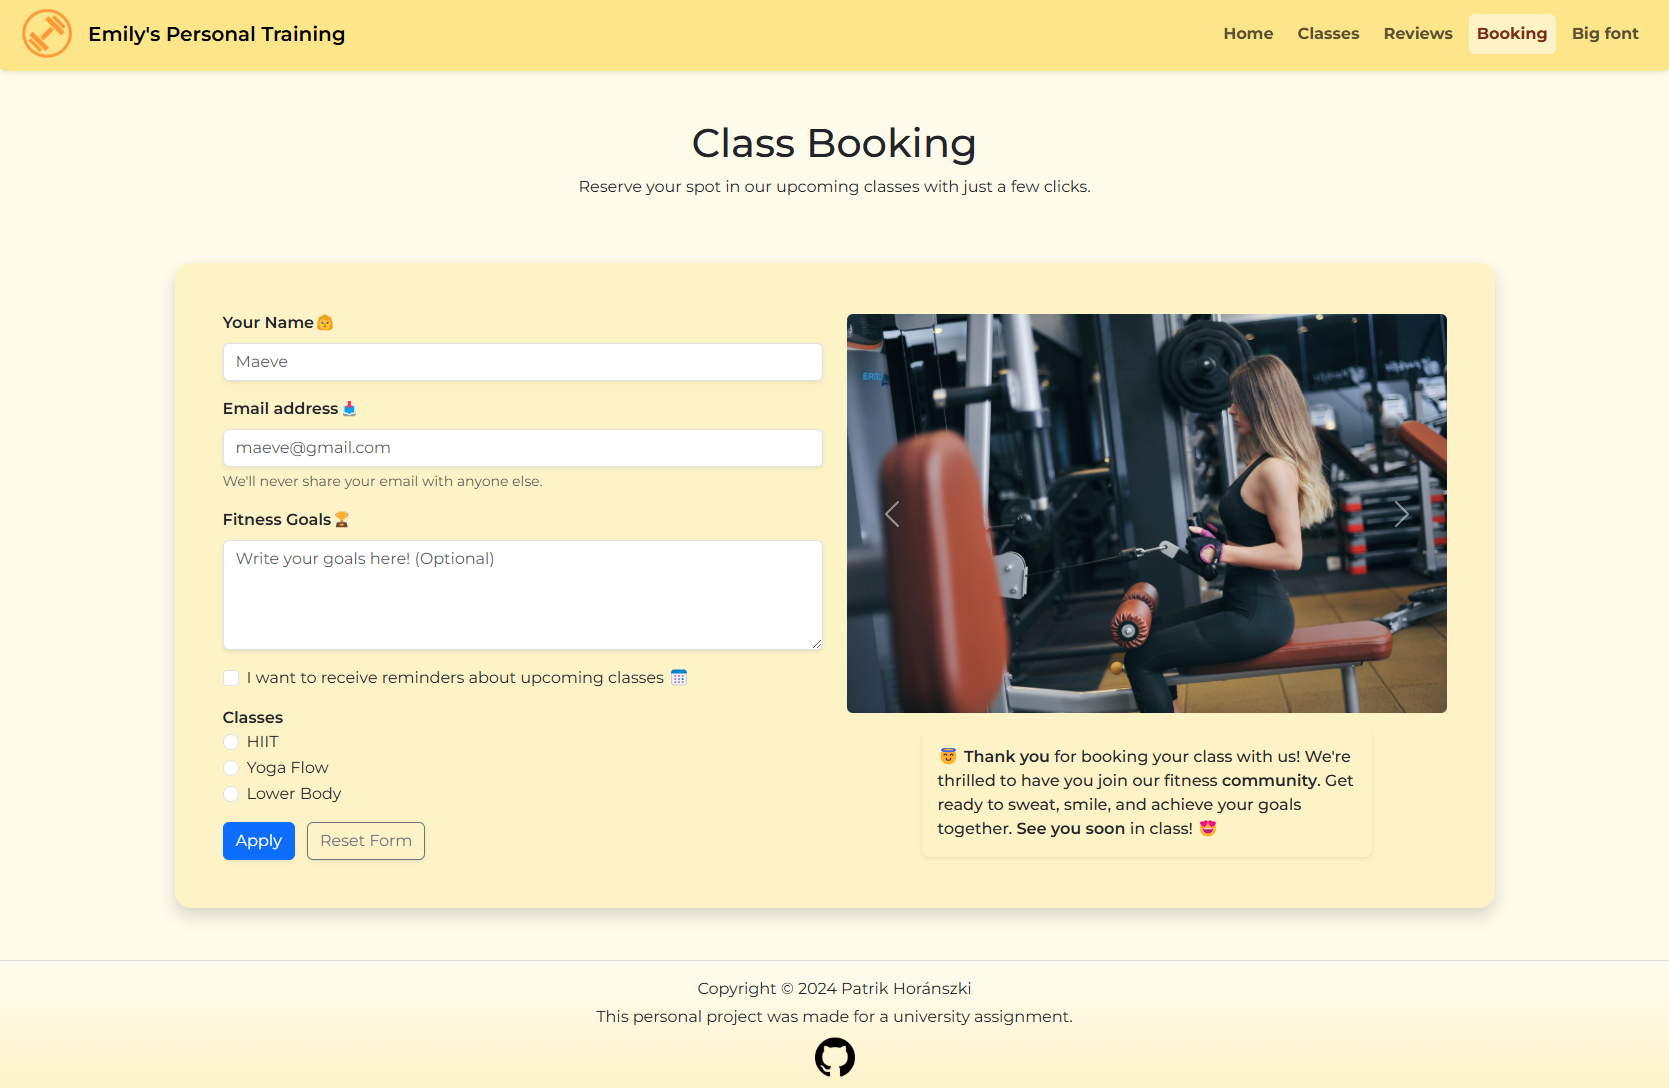 Emily's Personal Training
Home Classes Reviews Booking Big font
Class Booking
Reserve your spot in our upcoming classes with just a few clicks.
Your Name
Maeve
Email address
maeve@gmail.com
We'll never share your email with anyone else.
Fitness Goals
Write your goals here! (Optional)
I want to receive reminders about upcoming classes
Classes
HIIT
Yoga Flow
Lower Body
Apply Reset Form
Thank you for booking your class with us! We're
thrilled to have you join our fitness community. Get
ready to sweat, smile, and achieve your goals
together. See you soon in class!
Copyright © 2024 Patrik Horánszki
This personal project was made for a university assignment.